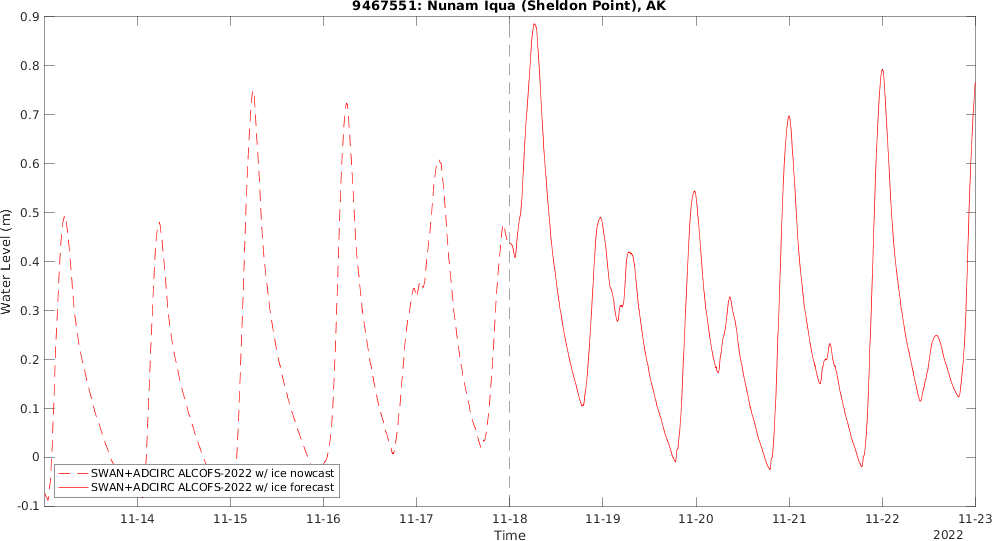 9467551: Nunam Iqua (Sheldon Point), AK
Water Level (m)
0.9
0.8
0.7
0.6
0.5
0.4
0.3
0.2
0.1
0
-0.1
SWAN+ADCIRC ALCOFS-2022 w/ ice nowcast
SWAN+ADCIRC ALCOFS-2022 w/ ice forecast
11-14 11-15 11-16 11-17 11-18 11-19 11-20 11-21 11-22 11-23
Time
2022